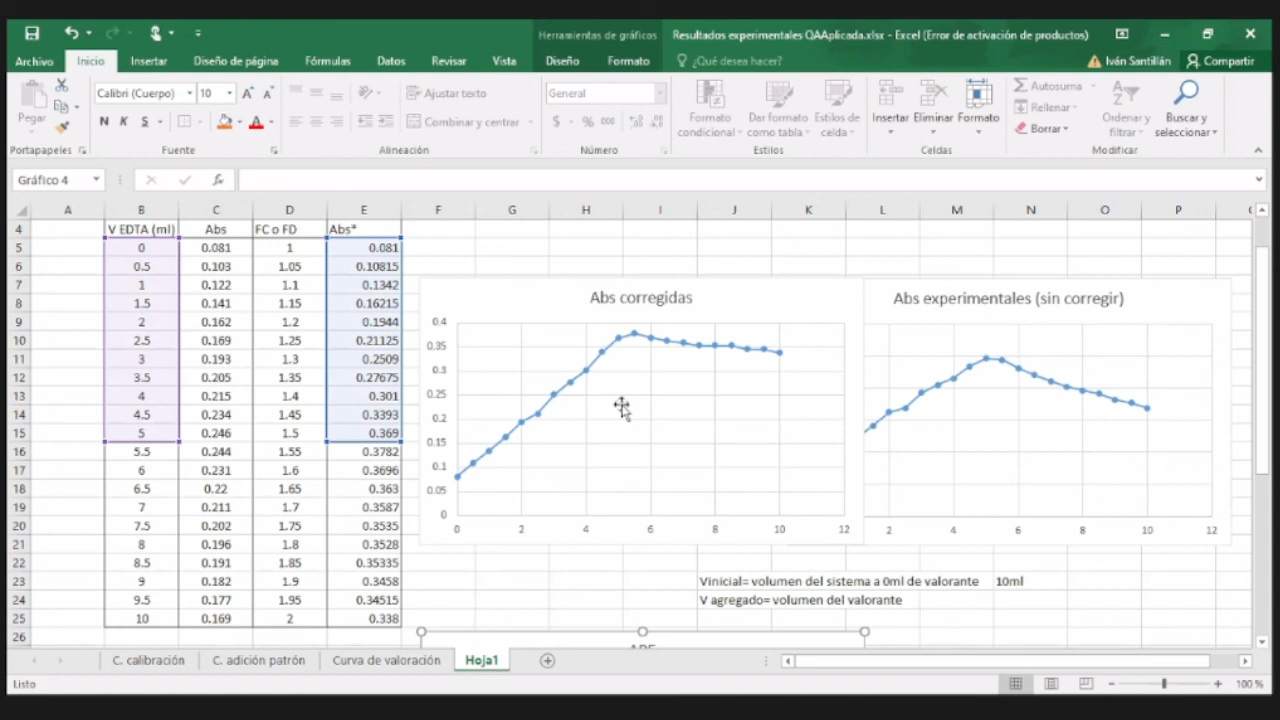 Herramientas de gráficos
Resultados experimentales QAAplicada.xlsx - Excel (Error de activación de productos)
Archivo Inicio Insertar Diseño de página Fórmulas Datos Revisar Vista Diseño Formato ¿Qué desea hacer? Iván Santillán Compartir
Pegar
Calibri (Cuerpo) 10 A A
N K S A
Ajustar texto
Combinar y centrar
General
$ % 000
Formato condicional
Dar formato como tabla
Estilos de celda
Insertar Eliminar Formato
Autosuma
Rellenar
Borrar
Ordenar y filtrar
Buscar y seleccionar
Portapapeles Fuente Alineación Número Estilos Celdas Modificar
Gráfico 4 fx
A B C D E F G H I J K L M N O P
4 V EDTA (ml) Abs FC o FD Abs*
5 0 0.081 1 0.081
6 0.5 0.103 1.05 0.10815
7 1 0.122 1.1 0.1342
8 1.5 0.141 1.15 0.16215
9 2 0.162 1.2 0.1944
10 2.5 0.169 1.25 0.21125
11 3 0.193 1.3 0.2509
12 3.5 0.205 1.35 0.27675
13 4 0.215 1.4 0.301
14 4.5 0.234 1.45 0.3393
15 5 0.246 1.5 0.369
16 5.5 0.244 1.55 0.3782
17 6 0.231 1.6 0.3696
18 6.5 0.22 1.65 0.363
19 7 0.211 1.7 0.3587
20 7.5 0.202 1.75 0.3535
21 8 0.196 1.8 0.3528
22 8.5 0.191 1.85 0.35335
23 9 0.182 1.9 0.3458
24 9.5 0.177 1.95 0.34515
25 10 0.169 2 0.338
26
Abs corregidas
0.4
0.35
0.3
0.25
0.2
0.15
0.1
0.05
0
0 2 4 6 8 10 12
Abs experimentales (sin corregir)
2 4 6 8 10 12
Vinicial= volumen del sistema a 0ml de valorante 10ml
V agregado= volumen del valorante
C. calibración C. adición patrón Curva de valoración Hoja1
Listo 100 %